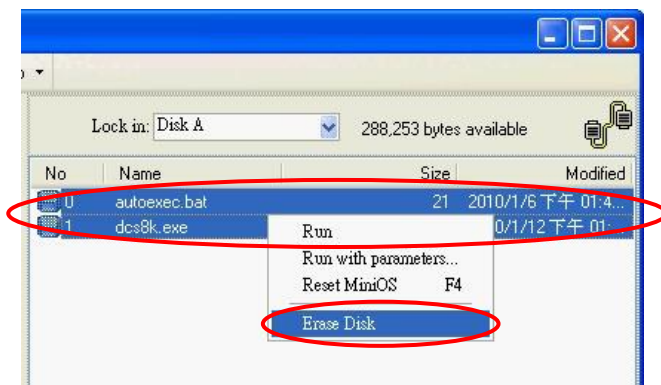 Lock in: Disk A 288,253 bytes available
No Name Size Modified
0 autoexec.bat 21 2010/1/6 下午 01:4...
1 dcs8k.exe 0/1/12 下午 01:...
Run
Run with parameters...
Reset MiniOS F4
Erase Disk